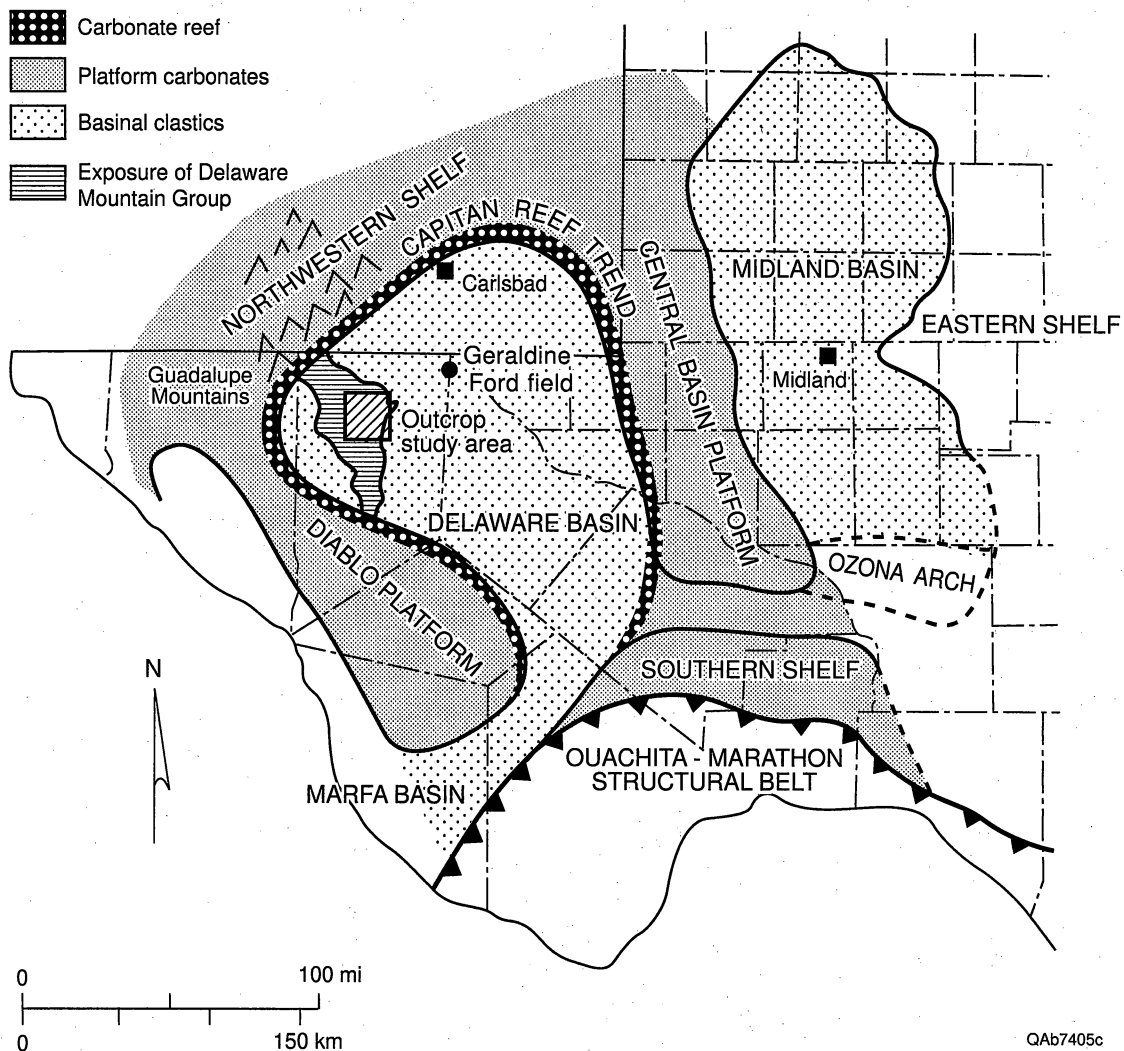 Carbonate reef
Platform carbonates
Basinal clastics
Exposure of Delaware
Mountain Group
NORTHWESTERN SHELF
CAPITAN REEF TREND
CENTRAL BASIN PLATFORM
MIDLAND BASIN
Carlsbad
EASTERN SHELF
Geraldine
Ford field
Guadalupe
Mountains
Midland
Outcrop
study area
DELAWARE BASIN
DIABLO PLATFORM
OZONA ARCH
SOUTHERN SHELF
N
OUACHITA - MARATHON
STRUCTURAL BELT
MARFA BASIN
0
100 mi
0
150 km
QAb7405c